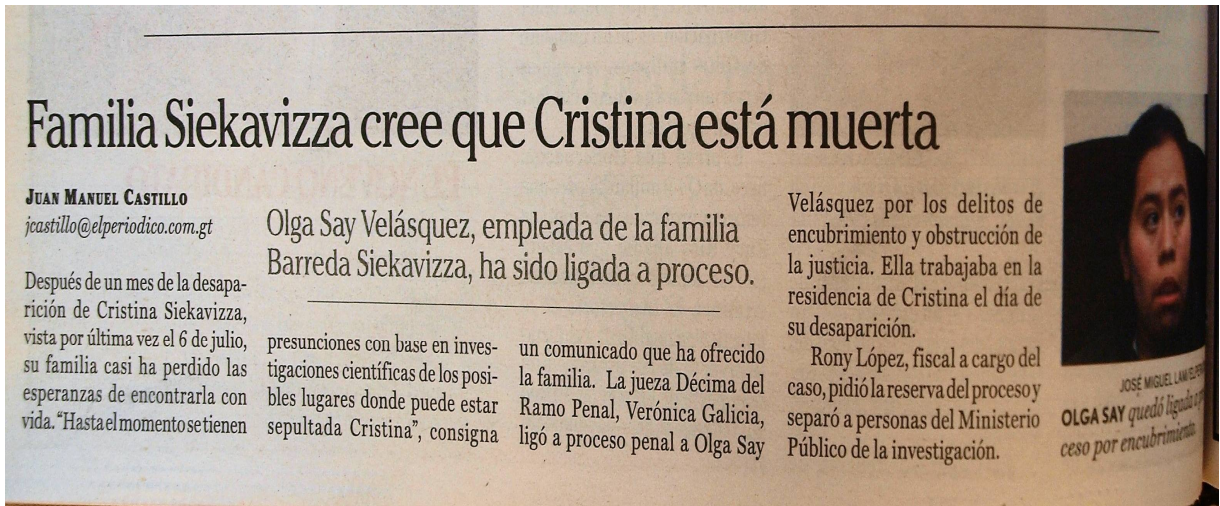 Familia Siekavizza cree que Cristina está muerta
JUAN MANUEL CASTILLO
jcastillo@elperiodico.com.gt
Olga Say Velásquez, empleada de la familia
Barreda Siekavizza, ha sido ligada a proceso.
Después de un mes de la desapa-
rición de Cristina Siekavizza,
vista por última vez el 6 de julio,
su familia casi ha perdido las
esperanzas de encontrarla con
vida. “Hasta el momento se tienen
presunciones con base en inves-
tigaciones científicas de los posi-
bles lugares donde puede estar
sepultada Cristina”, consigna
un comunicado que ha ofrecido
la familia. La jueza Décima del
Ramo Penal, Verónica Galicia,
ligó a proceso penal a Olga Say
Velásquez por los delitos de
encubrimiento y obstrucción de
la justicia. Ella trabajaba en la
residencia de Cristina el día de
su desaparición.
Rony López, fiscal a cargo del
caso, pidió la reserva del proceso y
separó a personas del Ministerio
Público de la investigación.
JOSÉ MIGUEL LAM
OLGA SAY quedó ligada a
ceso por encubrimiento.